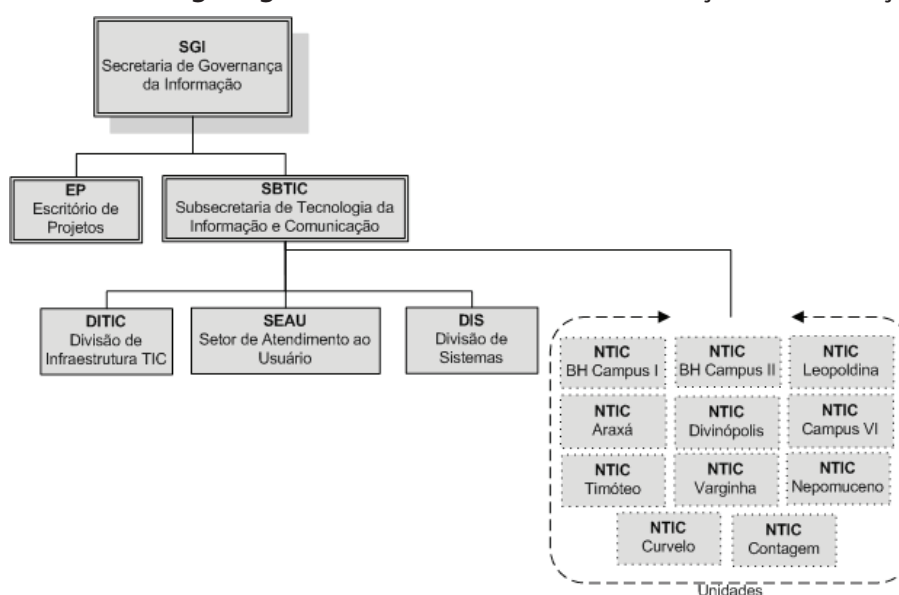 SGI
Secretaria de Governança
da Informação
EP
Escritório de
Projetos
SBTIC
Subsecretaria de Tecnologia da
Informação e Comunicação
DITIC
Divisão de
Infraestrutura TIC
SEAU
Setor de Atendimento ao
Usuário
DIS
Divisão de
Sistemas
NTIC
BH Campus I
NTIC
BH Campus II
NTIC
Leopoldina
NTIC
Araxá
NTIC
Divinópolis
NTIC
Campus VI
NTIC
Timóteo
NTIC
Varginha
NTIC
Nepomuceno
NTIC
Curvelo
NTIC
Contagem
Unidades